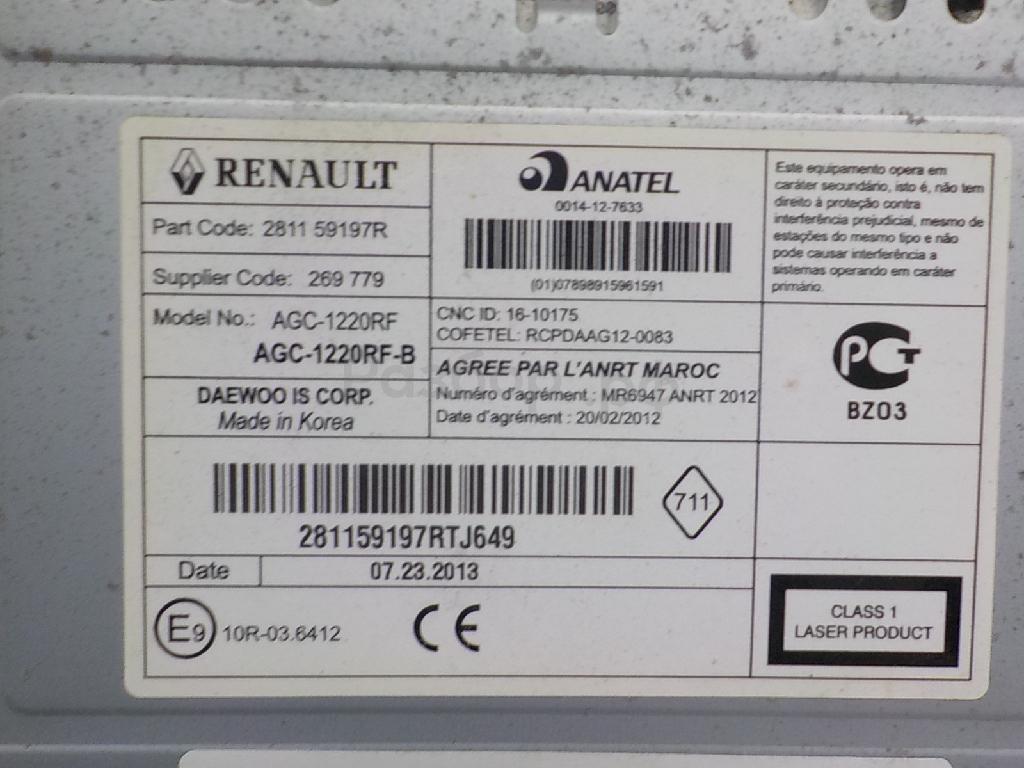 RENAULT
Part Code: 2811 59197R
Supplier Code: 269 779
Model No.: AGC-1220RF
AGC-1220RF-B
DAEWOO IS CORP.
Made in Korea
ANATEL
0014-12-7633
(01)07898915961591
CNC ID: 16-10175
COFETEL: RCPDAAG12-0083
AGREE PAR L'ANRT MAROC
Numéro d'agrément : MR6947 ANRT 2012
Date d'agrément : 20/02/2012
Este equipamento opera em
caráter secundário, isto é, não tem
direito à proteção contra
interferência prejudicial, mesmo de
estações do mesmo tipo e não
pode causar interferência a
sistemas operando em caráter
primário.
PCT
BZ03
281159197RTJ649
711
Date 07.23.2013
E9 10R-03.6412
CE
CLASS 1
LASER PRODUCT